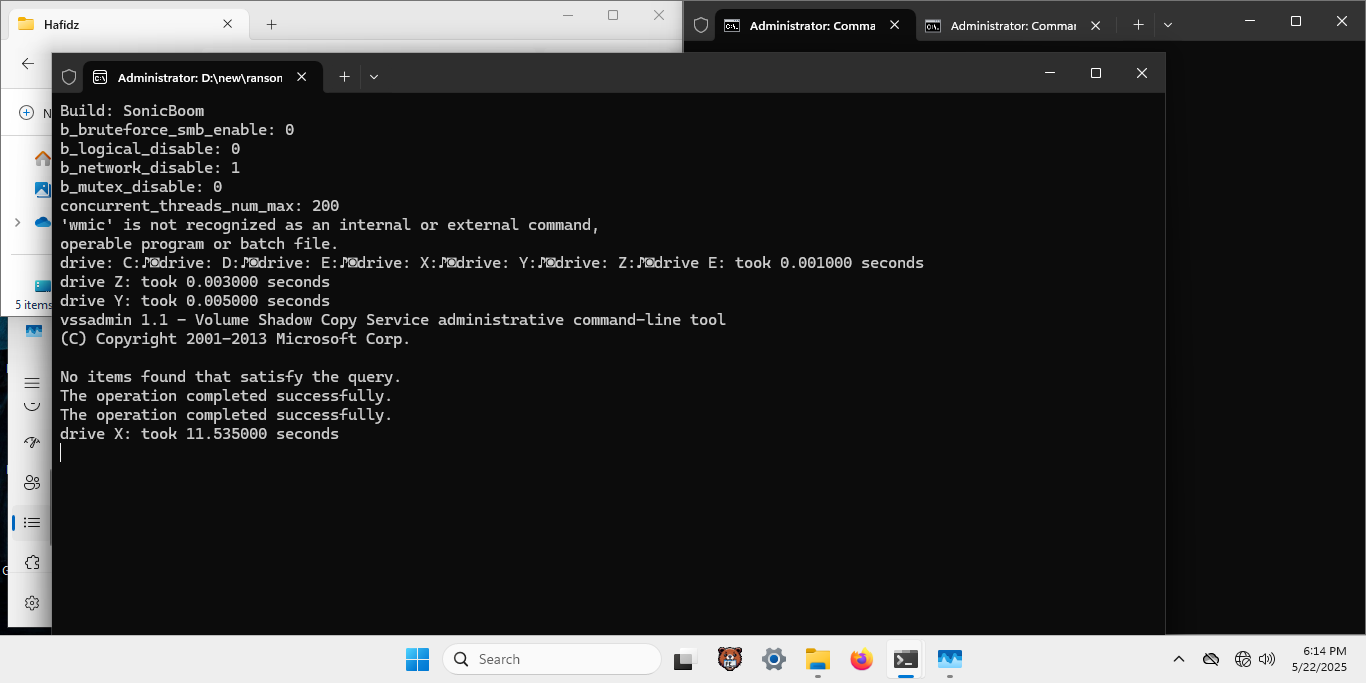 Hafidz
Administrator: Comma
Administrator: Commar
Administrator: D:\new\ransom
N
Build: SonicBoom
b_bruteforce_smb_enable: 0
b_logical_disable: 0
b_network_disable: 1
b_mutex_disable: 0
concurrent_threads_num_max: 200
'wmic' is not recognized as an internal or external command,
operable program or batch file.
drive: C:♪◙drive: D:♪◙drive: E:♪◙drive: X:♪◙drive: Y:♪◙drive: Z:♪◙drive E: took 0.001000 seconds
drive Z: took 0.003000 seconds
drive Y: took 0.005000 seconds
vssadmin 1.1 - Volume Shadow Copy Service administrative command-line tool
(C) Copyright 2001-2013 Microsoft Corp.
No items found that satisfy the query.
The operation completed successfully.
The operation completed successfully.
drive X: took 11.535000 seconds
5 items
Search
6:14 PM
5/22/2025